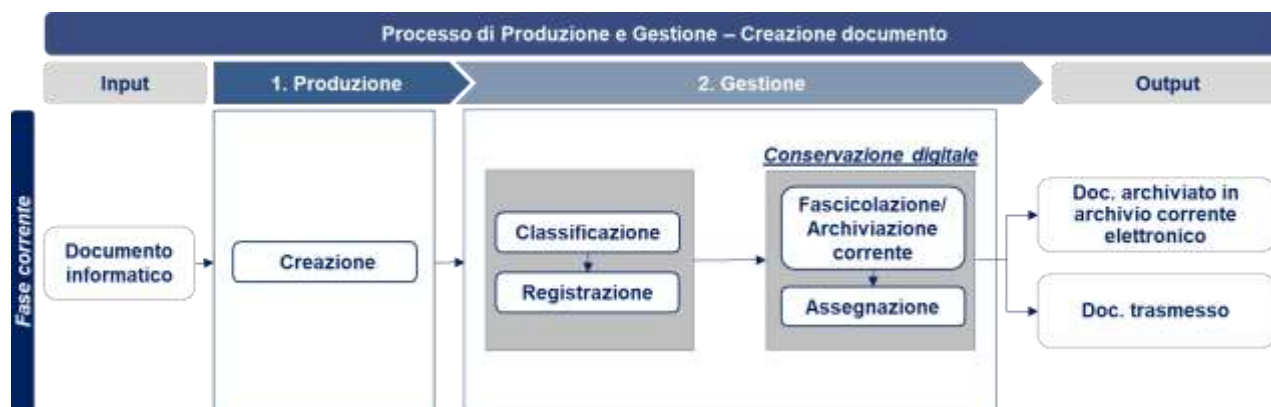 Processo di Produzione e Gestione – Creazione documento
Input
1. Produzione
2. Gestione
Output
Fase corrente
Documento
informatico
Creazione
Classificazione
Registrazione
Conservazione digitale
Fascicolazione/
Archiviazione
corrente
Assegnazione
Doc. archiviato in
archivio corrente
elettronico
Doc. trasmesso